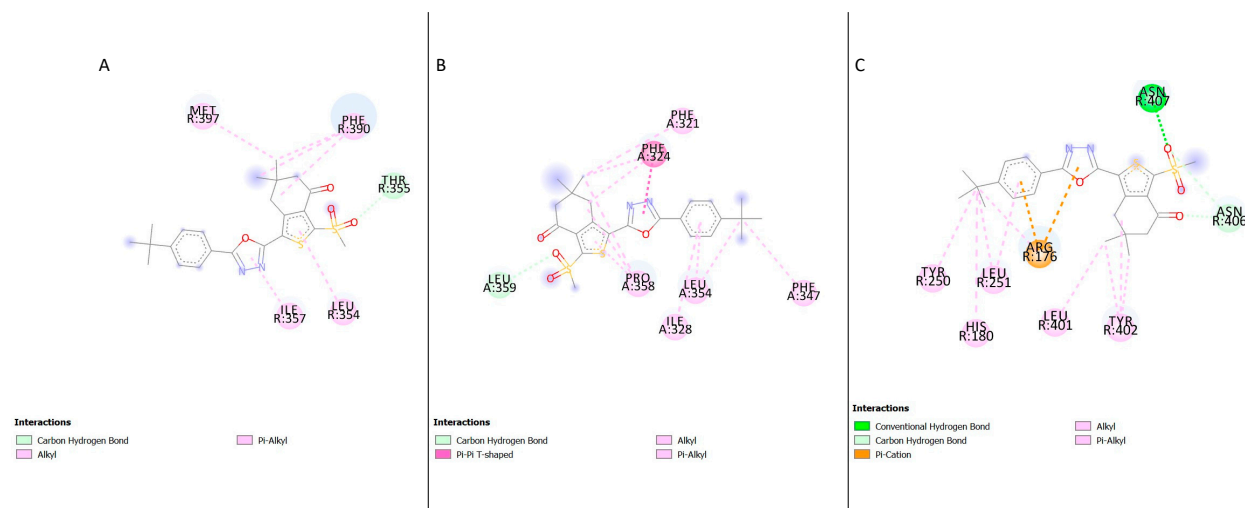 A
MET
R:397
PHE
R:390
THR
R:355
O
O
O
S
S
O
O
N
N
ILE
R:357
LEU
R:354
Interactions
Carbon Hydrogen Bond
Pi-Alkyl
Alkyl
B
PHE
A:321
PHE
A:324
N
N
O
O
O
S
S
O
LEU
A:359
PRO
A:358
LEU
A:354
PHE
A:347
ILE
A:328
Interactions
Carbon Hydrogen Bond
Alkyl
Pi-Pi T-shaped
Pi-Alkyl
C
ASN
R:407
N
N
O
S
O
S
O
O
ASN
R:406
ARG
R:176
TYR
R:250
LEU
R:251
HIS
R:180
LEU
R:401
TYR
R:402
Interactions
Conventional Hydrogen Bond
Alkyl
Carbon Hydrogen Bond
Pi-Alkyl
Pi-Cation